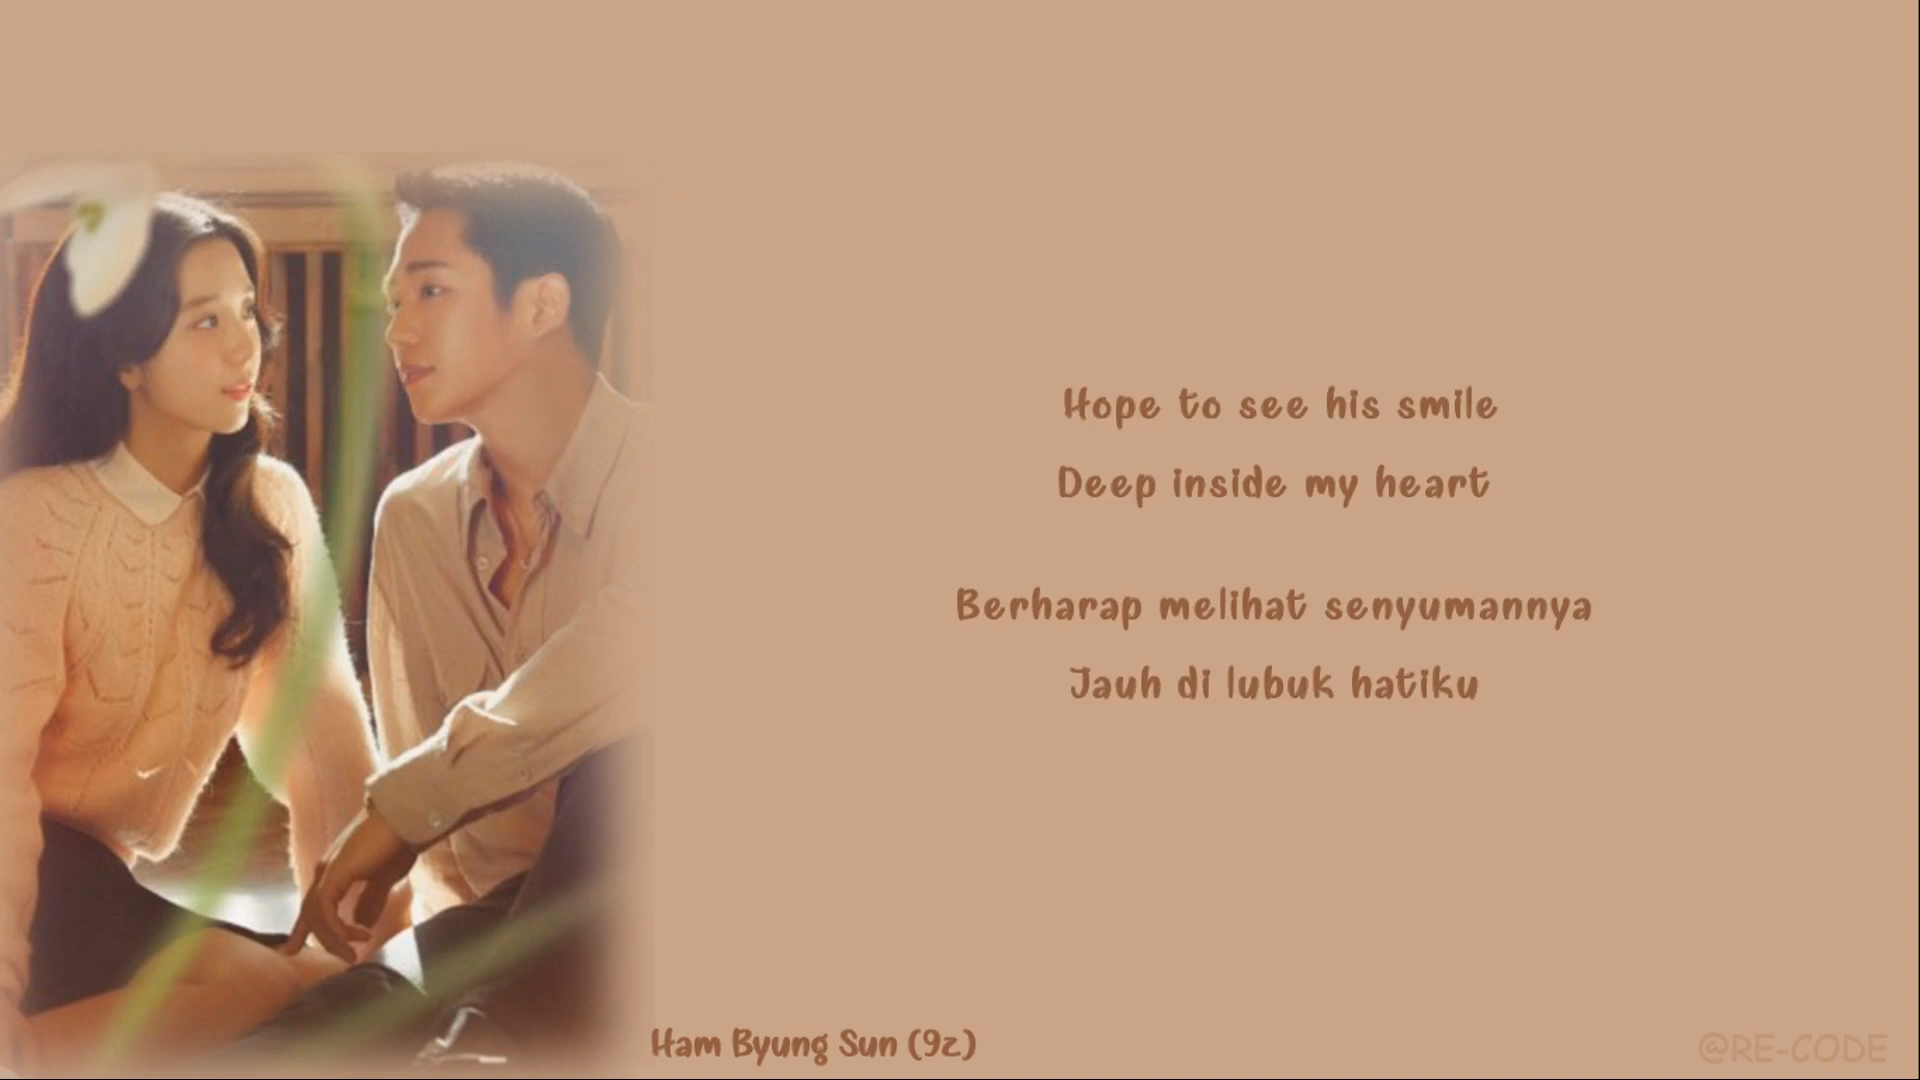 Hope to see his smile
Deep inside my heart
Berharap melihat senyumannya
Jauh di lubuk hatiku
Ham Byung Sun (9z)
@RE-CODE